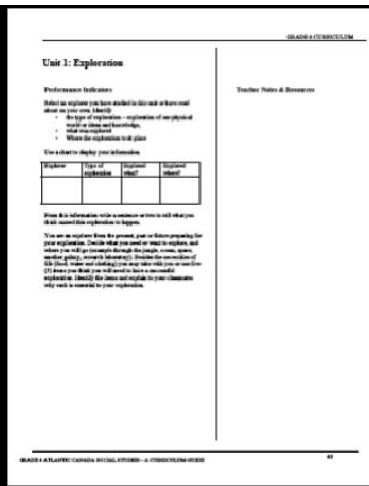 GRADE 4 CURRICULUM
Unit 1: Exploration
Performance Indicators
Select an explorer you have studied in this unit or have read
about on your own. Identify
• the type of exploration – exploration of our physical
world or ideas and knowledge,
• what was explored
• Where the exploration took place
Use a chart to display your information.
Explorer Type of exploration Explored what? Explored where?
From this information write a sentence or two to tell what you
think caused this exploration to happen.
You are an explorer from the present, past or future preparing for
your exploration. Decide what you need or want to explore, and
where you will go (example through the jungle, ocean, space,
another galaxy, research laboratory). Besides the necessities of
life (food, water and clothing) you may take with you or use five
(5) items you think you will need to have a successful
exploration. Identify the items and explain to your classmates
why each is essential to your exploration.
Teacher Notes & Resources
GRADE 4 ATLANTIC CANADA SOCIAL STUDIES – A CURRICULUM GUIDE